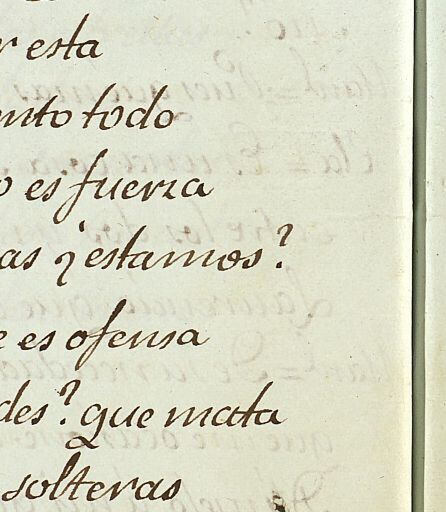 r esta
nto todo
o es fuerza
as ¿estamos?
e es ofensa
des? que mata
solteras